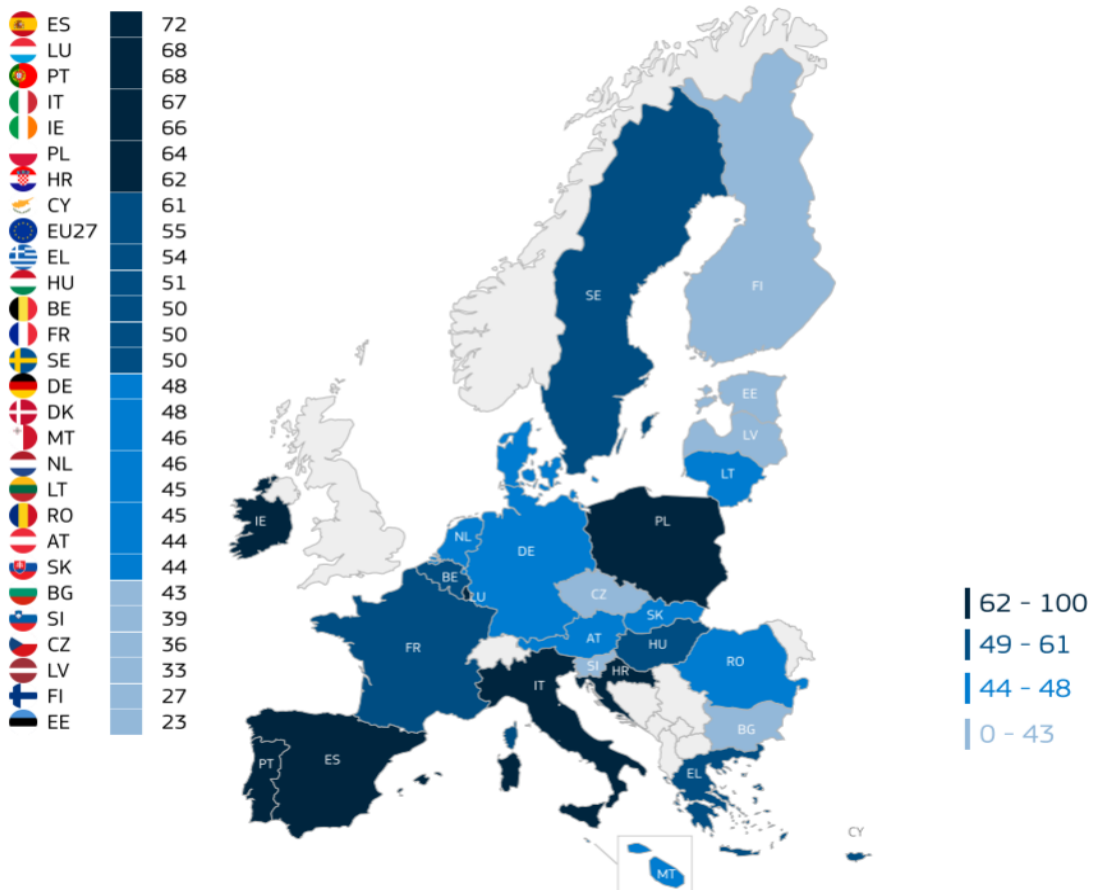 ES 72
LU 68
PT 68
IT 67
IE 66
PL 64
HR 62
CY 61
EU27 55
EL 54
HU 51
BE 50
FR 50
SE 50
DE 48
DK 48
MT 46
NL 46
LT 45
RO 45
AT 44
SK 44
BG 43
SI 39
CZ 36
LV 33
FI 27
EE 23
SE
FI
EE
LV
LT
IE
PL
NL
DE
BE
LU
CZ
SK
FR
AT
HU
SI
HR
RO
IT
BG
PT
ES
EL
CY
MT
62 - 100
49 - 61
44 - 48
0 - 43